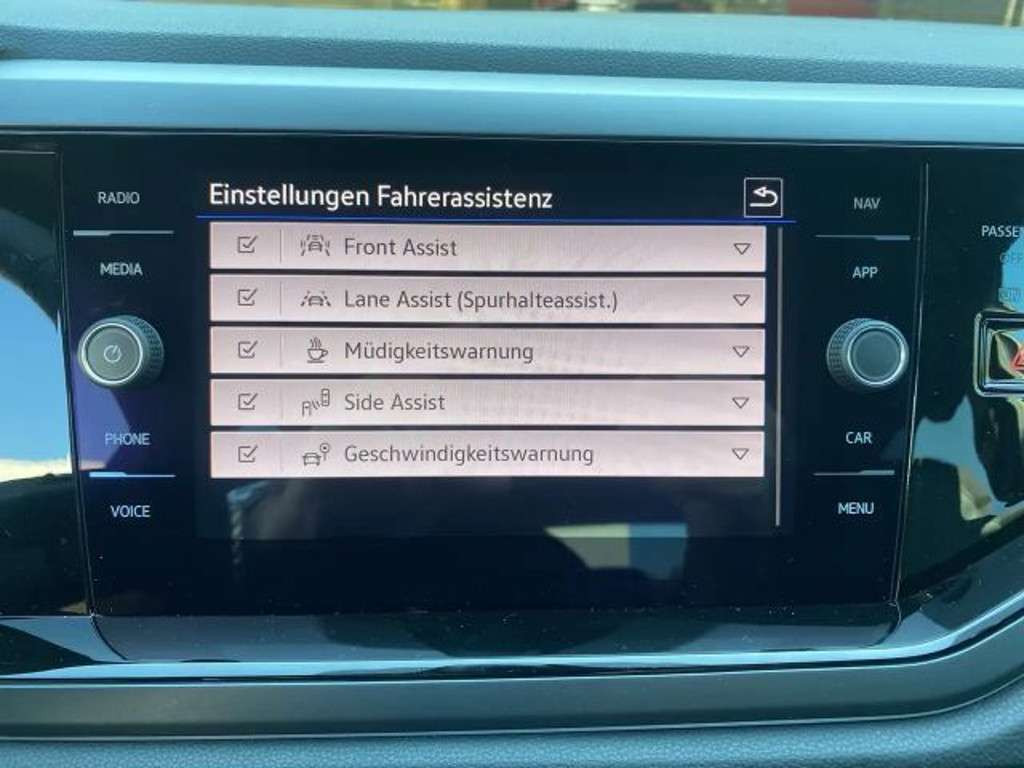 Einstellungen Fahrerassistenz
Front Assist
Lane Assist (Spurhalteassist.)
Müdigkeitswarnung
Side Assist
Geschwindigkeitswarnung
RADIO
MEDIA
PHONE
VOICE
NAV
APP
CAR
MENU